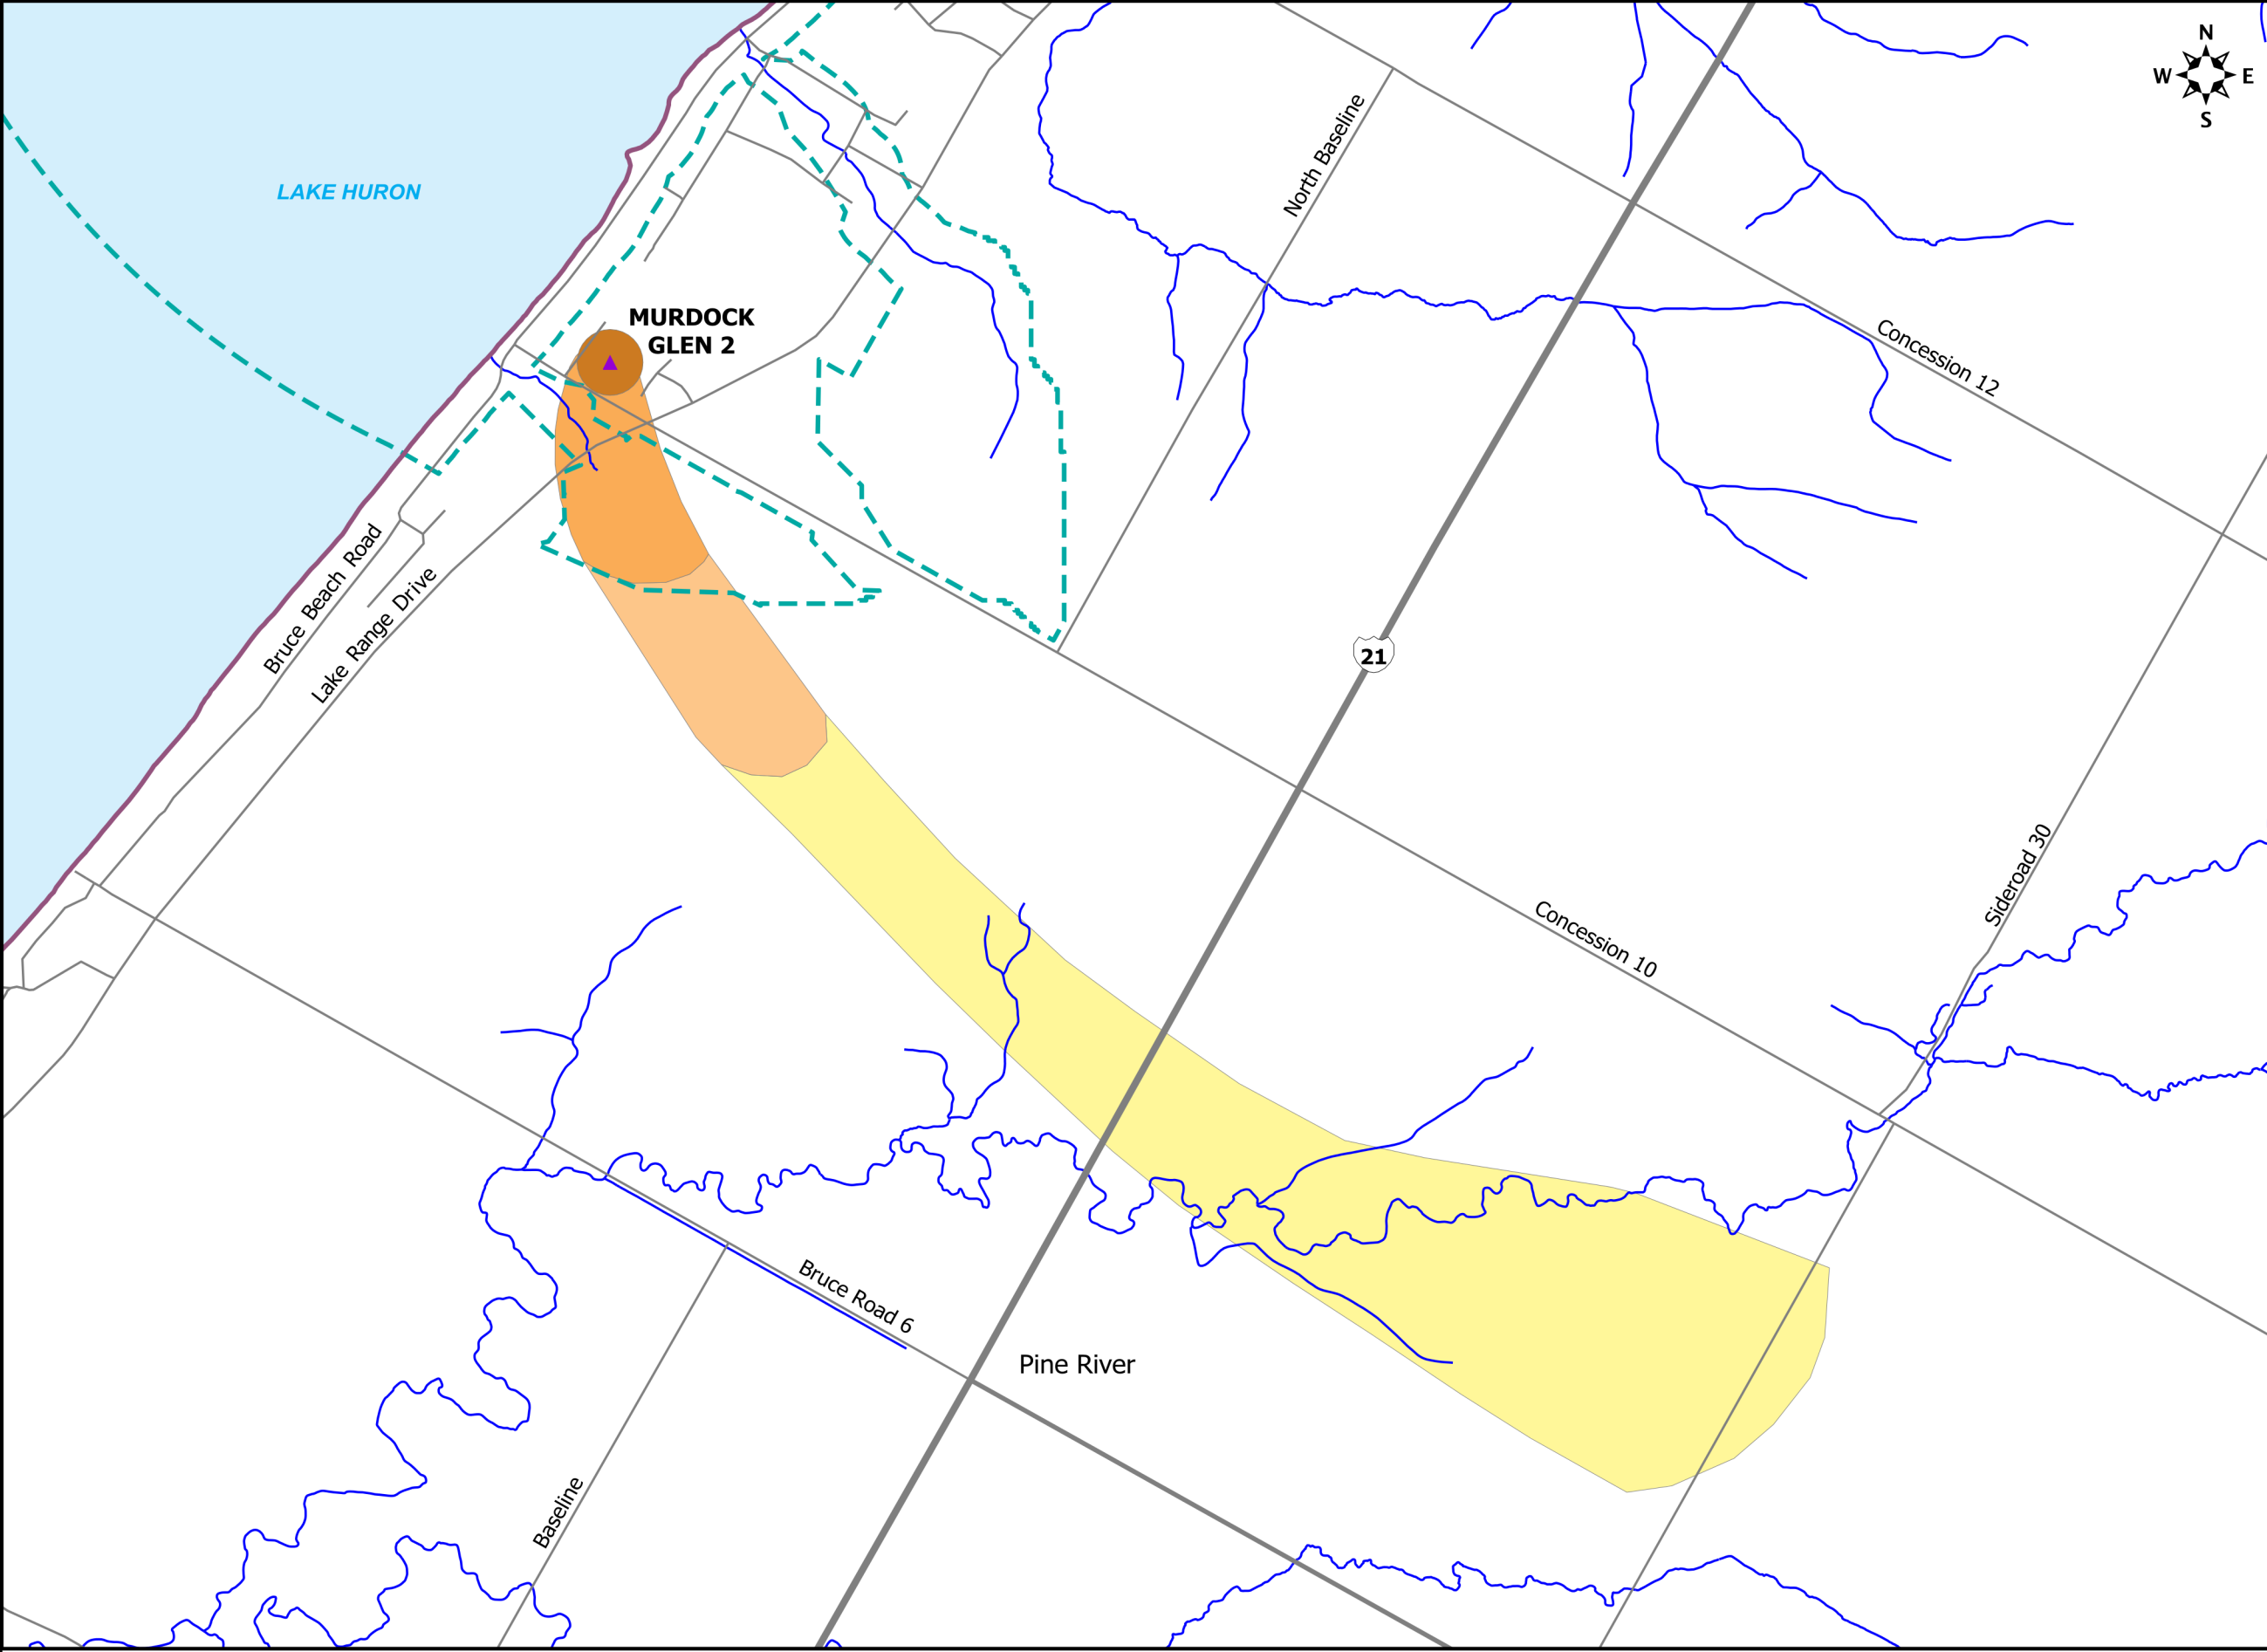 N
W E
S
LAKE HURON
North Baseline
MURDOCK
GLEN 2
Concession 12
Bruce Beach Road
Lake Range Drive
21
Sideroad 30
Concession 10
Bruce Road 6
Pine River
Baseline